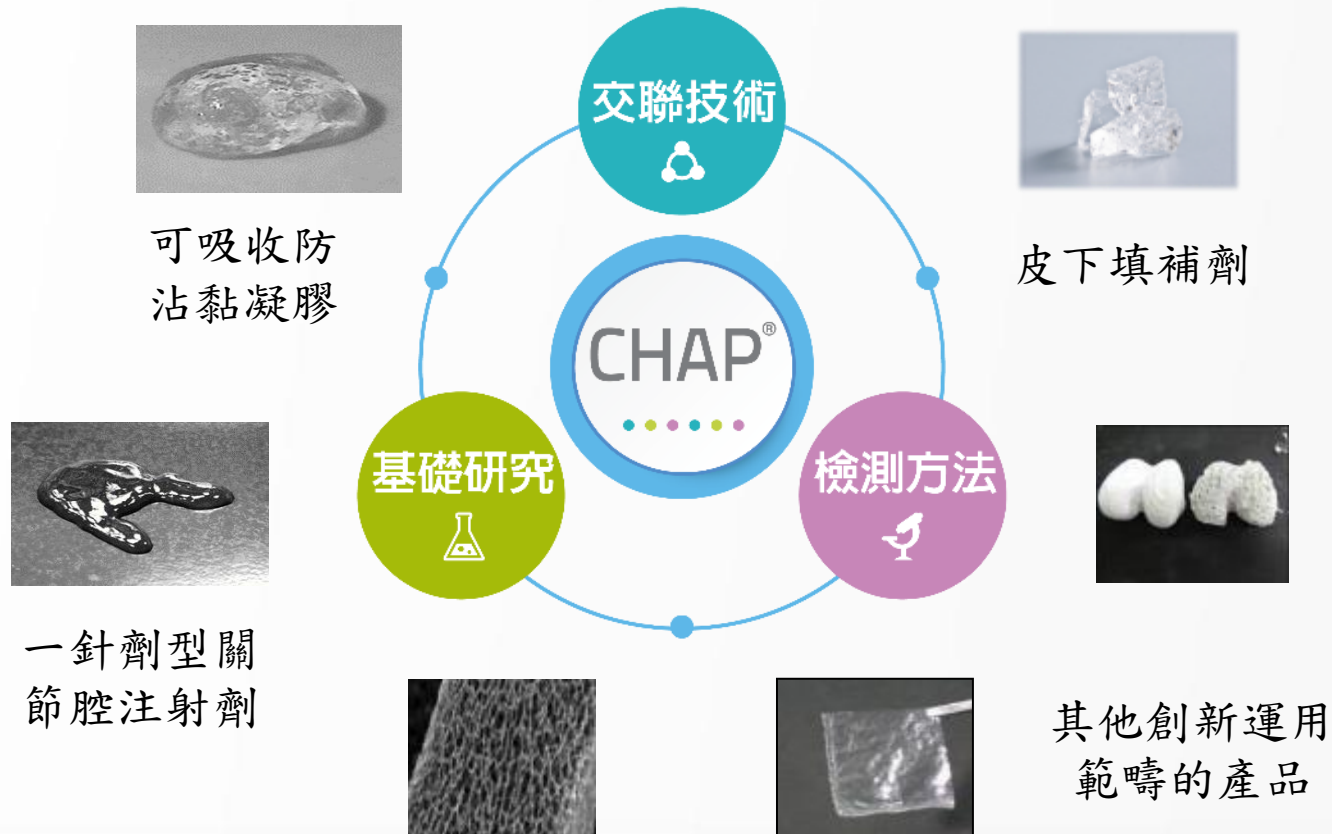 交聯技術
可吸收防
沾黏凝膠
皮下填補劑
CHAP®
基礎研究
檢測方法
一針劑型關
節腔注射劑
其他創新運用
範疇的產品